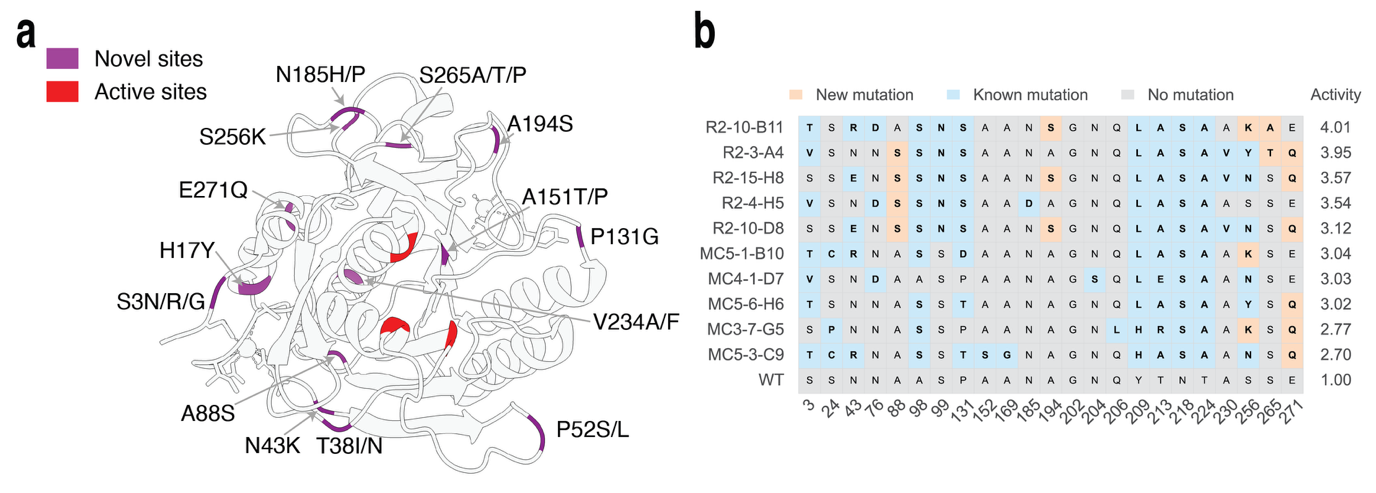 a
Novel sites
Active sites
N185H/P
S265A/T/P
S256K
A194S
E271Q
A151T/P
H17Y
P131G
S3N/R/G
V234A/F
A88S
N43K
T38I/N
P52S/L
b
New mutation Known mutation No mutation Activity
R2-10-B11 T S R D A S N S A A N S G N Q L A S A A K A E 4.01
R2-3-A4 V S N N S S N S A A N A G N Q L A S A V Y T Q 3.95
R2-15-H8 S S E N S S N S A A N S G N Q L A S A V N S Q 3.57
R2-4-H5 V S N D S S N S A A D A G N Q L A S A A S S E 3.54
R2-10-D8 S S E N S S N S A A N S G N Q L A S A V N S Q 3.12
MC5-1-B10 T C R N A S S D A A N A G N Q L A S A A K S E 3.04
MC4-1-D7 V S N D A A S P A A N A G S Q L E S A A N S E 3.03
MC5-6-H6 T S N N A S S T A A N A G N Q L A S A A Y S Q 3.02
MC3-7-G5 S P N N A S S P A A N A G N L H R S A A K S Q 2.77
MC5-3-C9 T C R N A S S T S G N A G N Q H A S A A N S Q 2.70
WT S S N N A A S P A A N A G N Q Y T N T A S S E 1.00
3 24 43 76 88 98 99 131 152 169 185 194 202 204 206 209 213 218 224 230 256 265 271